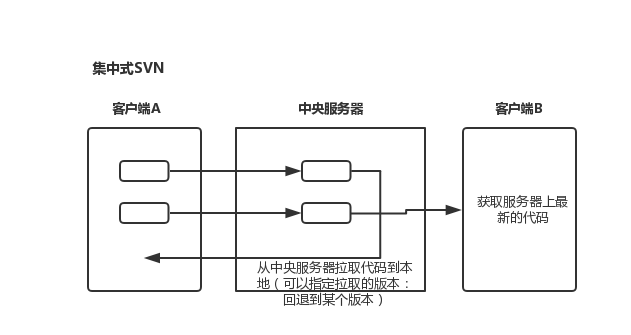 集中式SVN
客户端A
中央服务器
客户端B
获取服务器上最
新的代码
从中央服务器拉取代码到本
地（可以指定拉取的版本：
回退到某个版本）